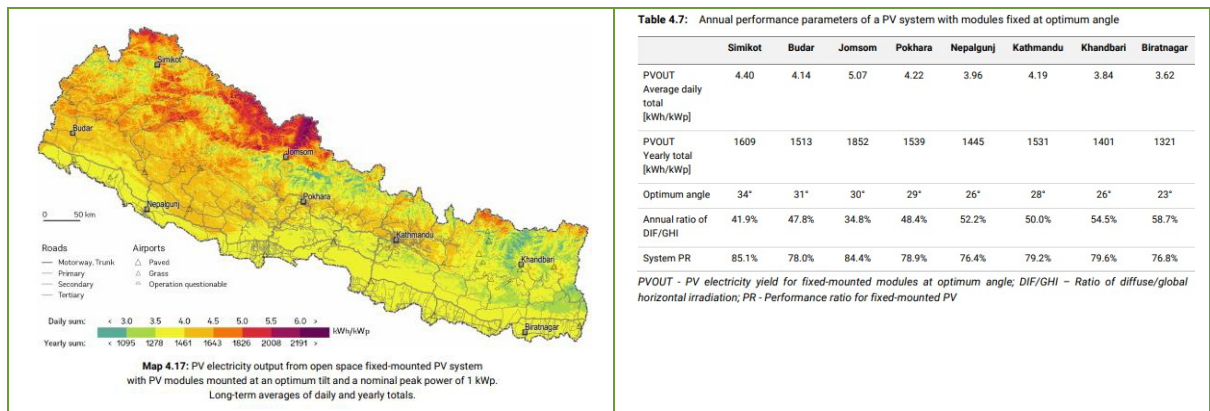 Simikot
Budar
Jomsom
Pokhara
Nepalgunj
Kathmandu
Khandbari
Biratnagar
0 50 km
Roads
Motorway, Trunk
Primary
Secondary
Tertiary
Airports
Paved
Grass
Operation questionable
Daily sum: < 3.0 3.5 4.0 4.5 5.0 5.5 6.0 > kWh/kWp
Yearly sum: < 1095 1278 1461 1643 1826 2008 2191 >
Map 4.17: PV electricity output from open space fixed-mounted PV system
with PV modules mounted at an optimum tilt and a nominal peak power of 1 kWp.
Long-term averages of daily and yearly totals.
Table 4.7: Annual performance parameters of a PV system with modules fixed at optimum angle
Simikot Budar Jomsom Pokhara Nepalgunj Kathmandu Khandbari Biratnagar
PVOUT 4.40 4.14 5.07 4.22 3.96 4.19 3.84 3.62
Average daily
total
[kWh/kWp]
PVOUT 1609 1513 1852 1539 1445 1531 1401 1321
Yearly total
[kWh/kWp]
Optimum angle 34° 31° 30° 29° 26° 28° 26° 23°
Annual ratio of 41.9% 47.8% 34.8% 48.4% 52.2% 50.0% 54.5% 58.7%
DIF/GHI
System PR 85.1% 78.0% 84.4% 78.9% 76.4% 79.2% 79.6% 76.8%
PVOUT - PV electricity yield for fixed-mounted modules at optimum angle; DIF/GHI – Ratio of diffuse/global
horizontal irradiation; PR - Performance ratio for fixed-mounted PV